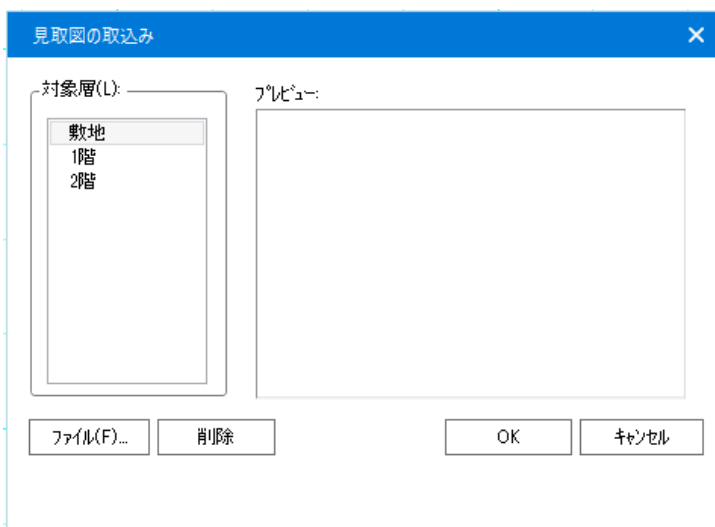 見取図の取込み
対象層(L):
敷地
1階
2階
ﾌﾟﾚﾋﾞｭｰ:
ﾌｧｲﾙ(F)...
削除
OK
ｷｬﾝｾﾙ